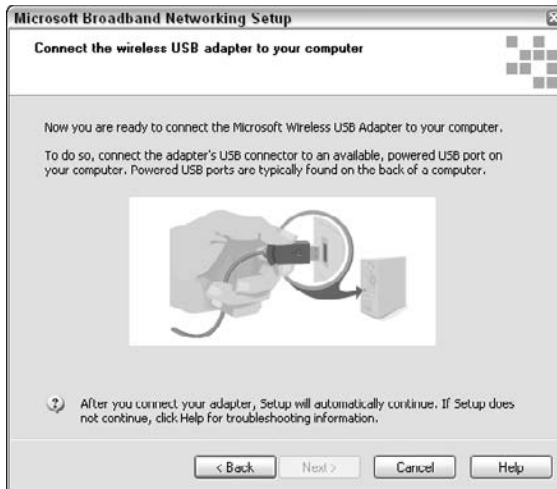 Microsoft Broadband Networking Setup
Connect the wireless USB adapter to your computer
Now you are ready to connect the Microsoft Wireless USB Adapter to your computer.
To do so, connect the adapter's USB connector to an available, powered USB port on
your computer. Powered USB ports are typically found on the back of a computer.
After you connect your adapter, Setup will automatically continue. If Setup does
not continue, click Help for troubleshooting information.
< Back
Next >
Cancel
Help